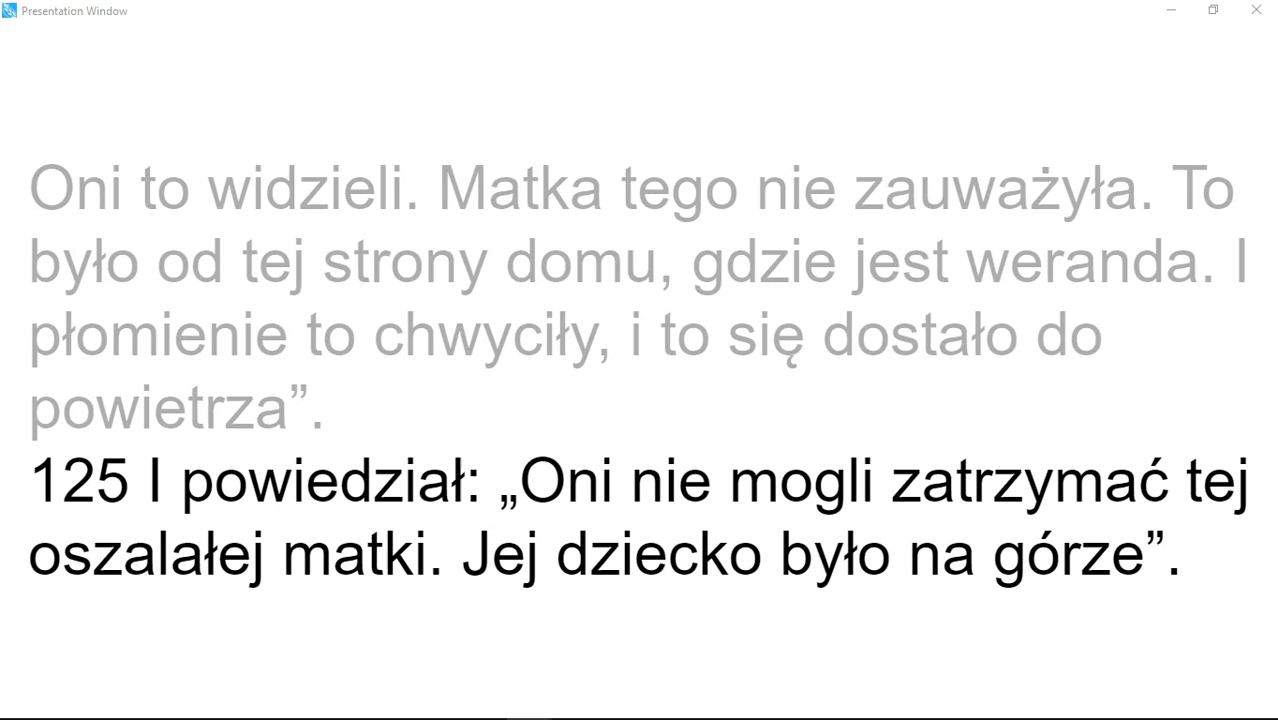 Presentation Window
Oni to widzieli. Matka tego nie zauważyła. To
było od tej strony domu, gdzie jest weranda. I
płomienie to chwyciły, i to się dostało do
powietrza”.
125 I powiedział: „Oni nie mogli zatrzymać tej
oszalałej matki. Jej dziecko było na górze”.